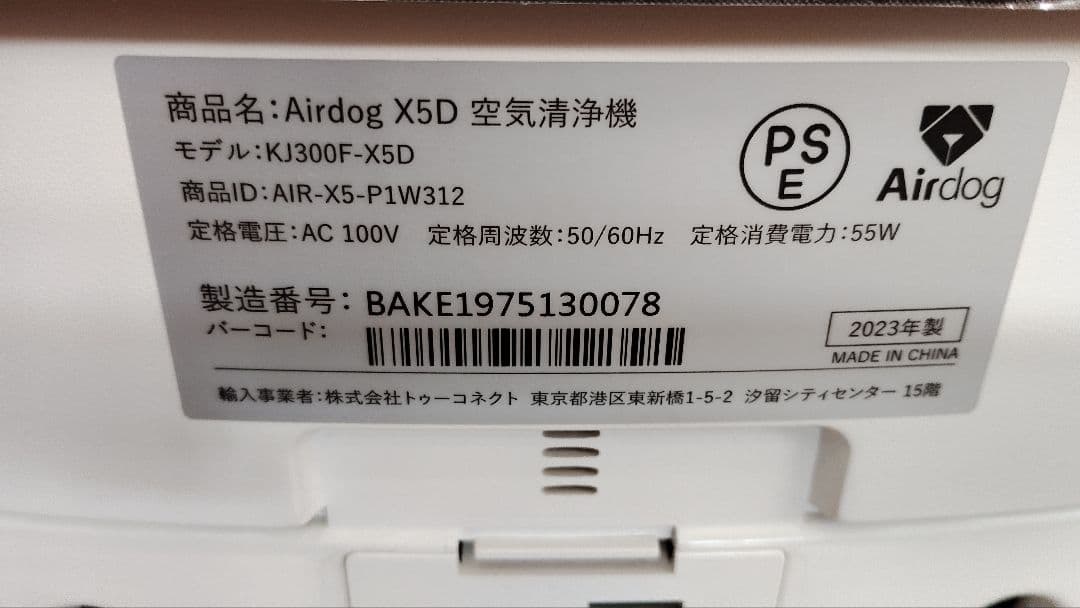 商品名：Airdog X5D 空気清浄機
モデル：KJ300F-X5D
商品ID：AIR-X5-P1W312
定格電圧：AC 100V 定格周波数：50/60Hz 定格消費電力：55W
PSE
Airdog
製造番号： BAKE1975130078
バーコード：
2023年製
MADE IN CHINA
輸入事業者：株式会社トゥーコネクト 東京都港区東新橋1-5-2 汐留シティセンター 15階